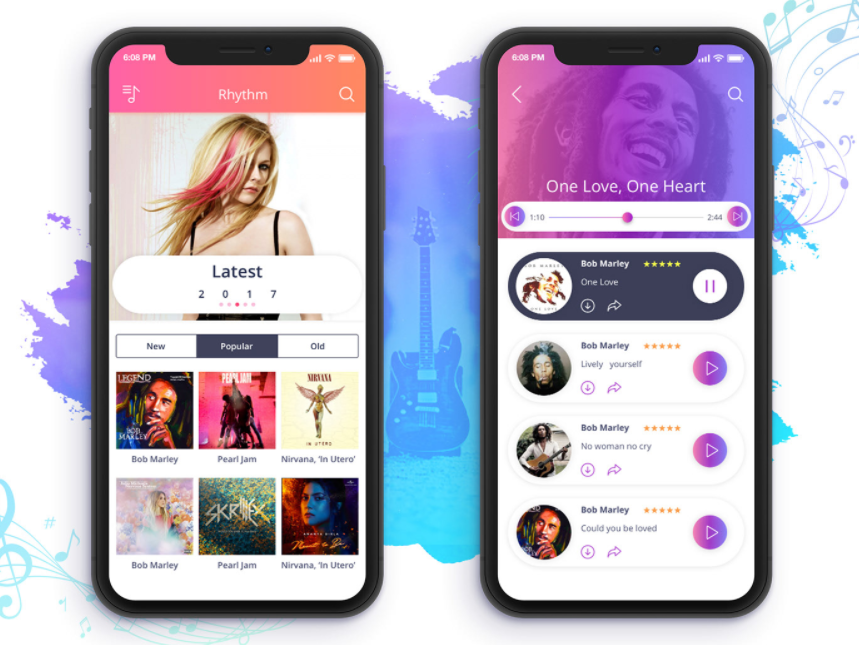 6:08 PM
Rhythm
Latest
2 0 1 7
New
Popular
Old
LEGEND
BOB
MARLEY
PEARL JAM
NIRVANA
IN UTERO
Bob Marley
Pearl Jam
Nirvana, 'In Utero'
SKRILLEX
Bob Marley
Pearl Jam
Nirvana, 'In Utero'
6:08 PM
One Love, One Heart
1:10
2:44
Bob Marley
One Love
Bob Marley
Lively yourself
Bob Marley
No woman no cry
Bob Marley
Could you be loved